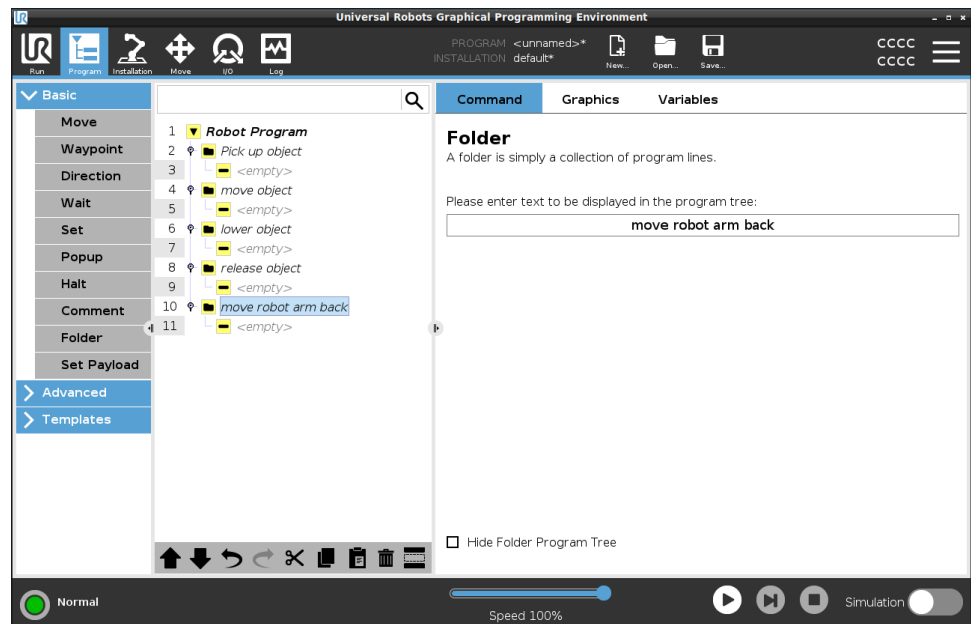 Universal Robots Graphical Programming Environment
UR
Run
Program
Installation
Move
I/O
Log
PROGRAM <unnamed>*
INSTALLATION default*
New...
Open...
Save...
CCCC
CCCC
Basic
Move
Waypoint
Direction
Wait
Set
Popup
Halt
Comment
Folder
Set Payload
Advanced
Templates
1 Robot Program
2 Pick up object
3 <empty>
4 move object
5 <empty>
6 lower object
7 <empty>
8 release object
9 <empty>
10 move robot arm back
11 <empty>
Command Graphics Variables
Folder
A folder is simply a collection of program lines.
Please enter text to be displayed in the program tree:
move robot arm back
Hide Folder Program Tree
Normal
Speed 100%
Simulation